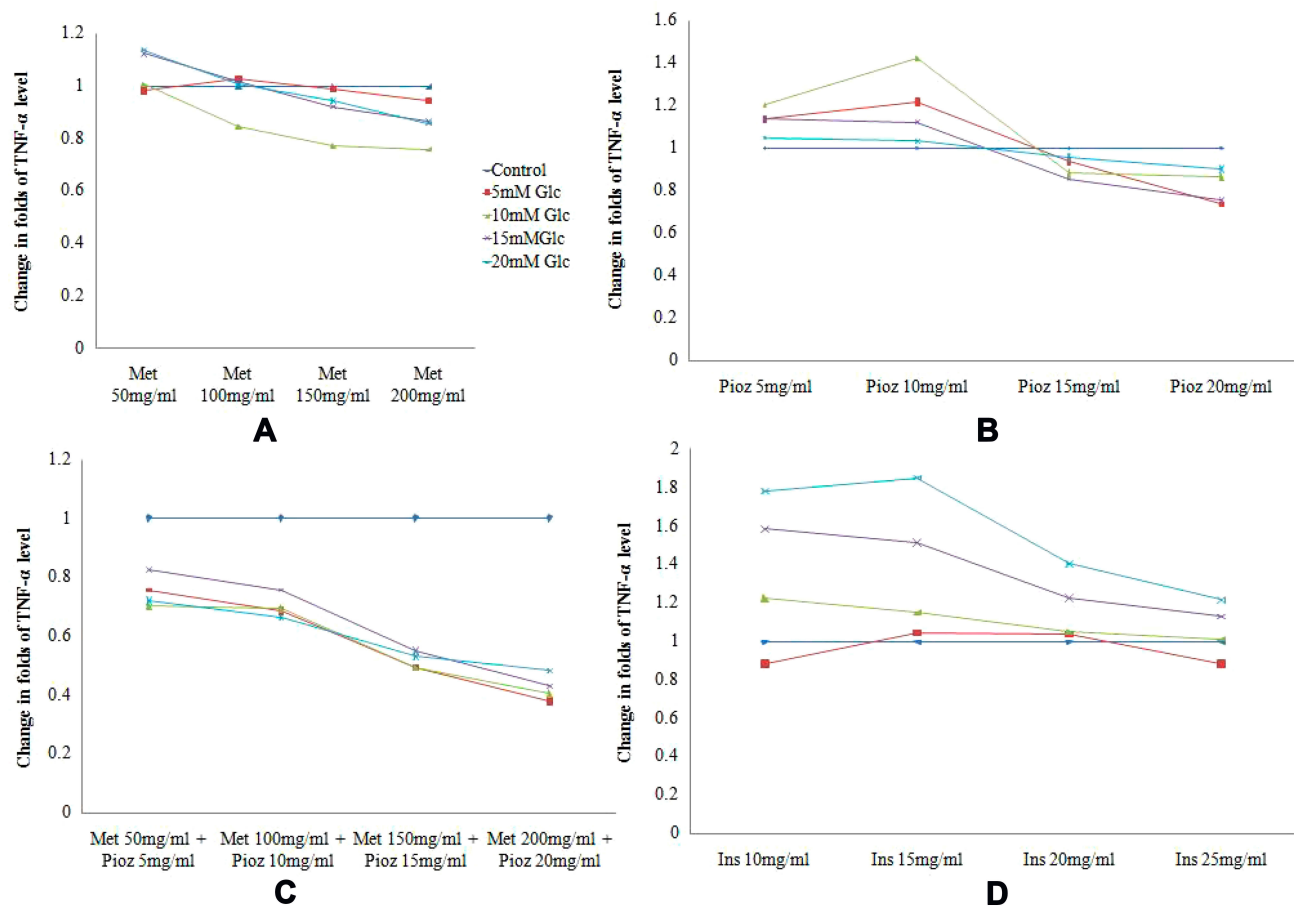 Change in folds of TNF-α level
1.2
1
0.8
0.6
0.4
0.2
0
Met 50mg/ml
Met 100mg/ml
Met 150mg/ml
Met 200mg/ml
Control
5mM Glc
10mM Glc
15mMGlc
20mM Glc
A
Change in folds of TNF-α level
1.6
1.4
1.2
1
0.8
0.6
0.4
0.2
0
Pioz 5mg/ml
Pioz 10mg/ml
Pioz 15mg/ml
Pioz 20mg/ml
B
Change in folds of TNF-α level
1.2
1
0.8
0.6
0.4
0.2
0
Met 50mg/ml +
Pioz 5mg/ml
Met 100mg/ml +
Pioz 10mg/ml
Met 150mg/ml +
Pioz 15mg/ml
Met 200mg/ml +
Pioz 20mg/ml
C
Change in folds of TNF-α level
2
1.8
1.6
1.4
1.2
1
0.8
0.6
0.4
0.2
0
Ins 10mg/ml
Ins 15mg/ml
Ins 20mg/ml
Ins 25mg/ml
D